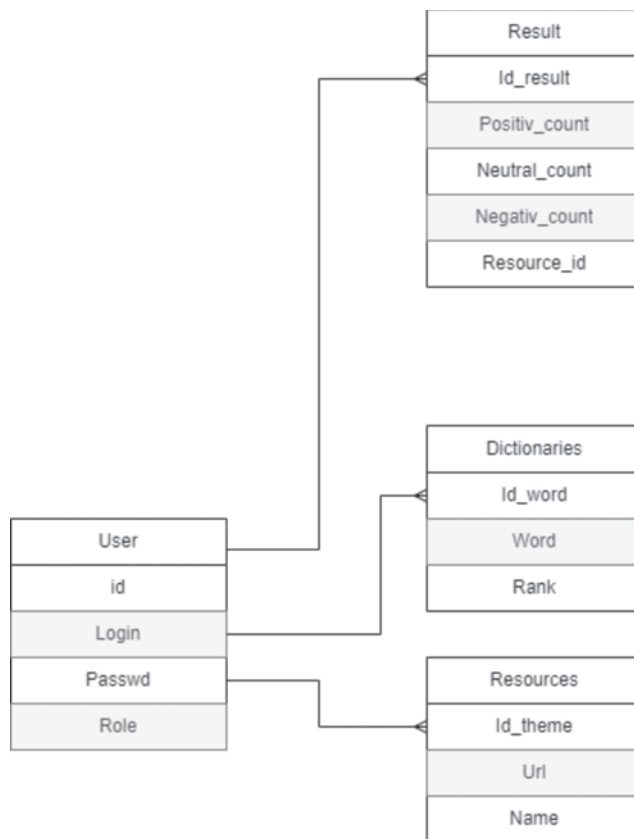 Result
Id_result
Positiv_count
Neutral_count
Negativ_count
Resource_id
Dictionaries
Id_word
Word
Rank
User
id
Login
Passwd
Role
Resources
Id_theme
Url
Name